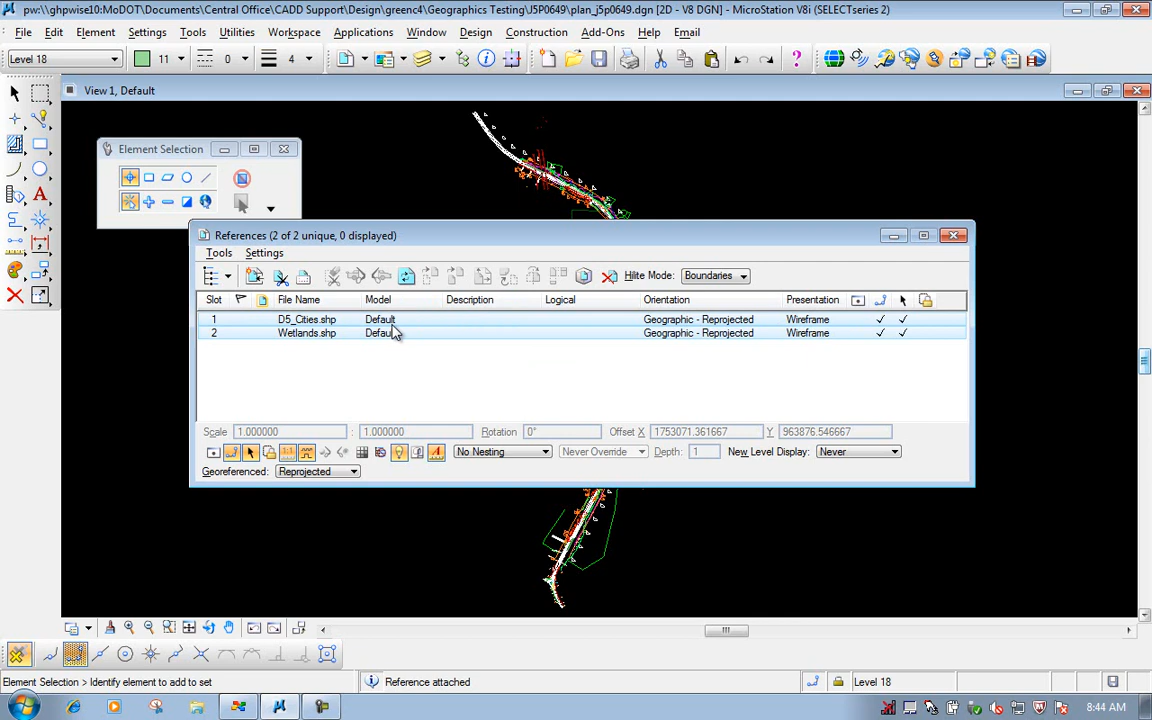 pw:\\ghpwise10:MoDOT\Documents\Central Office\CADD Support\Design\greenc4\Geographics Testing\J5P0649\plan_j5p0649.dgn [2D - V8 DGN] - MicroStation V8i (SELECTseries 2)
File Edit Element Settings Tools Utilities Workspace Applications Window Design Construction Add-Ons Help Email
Level 18 11 0 4
View 1, Default
Element Selection
References (2 of 2 unique, 0 displayed)
Tools Settings
Hilite Mode: Boundaries
Slot File Name Model Description Logical Orientation Presentation
1 D5_Cities.shp Default Geographic - Reprojected Wireframe
2 Wetlands.shp Default Geographic - Reprojected Wireframe
Scale 1.000000 : 1.000000 Rotation 0° Offset X 1753071.361667 Y 963876.546667
No Nesting Never Override Depth: 1 New Level Display: Never
Georeferenced: Reprojected
Element Selection > Identify element to add to set Reference attached Level 18
8:44 AM